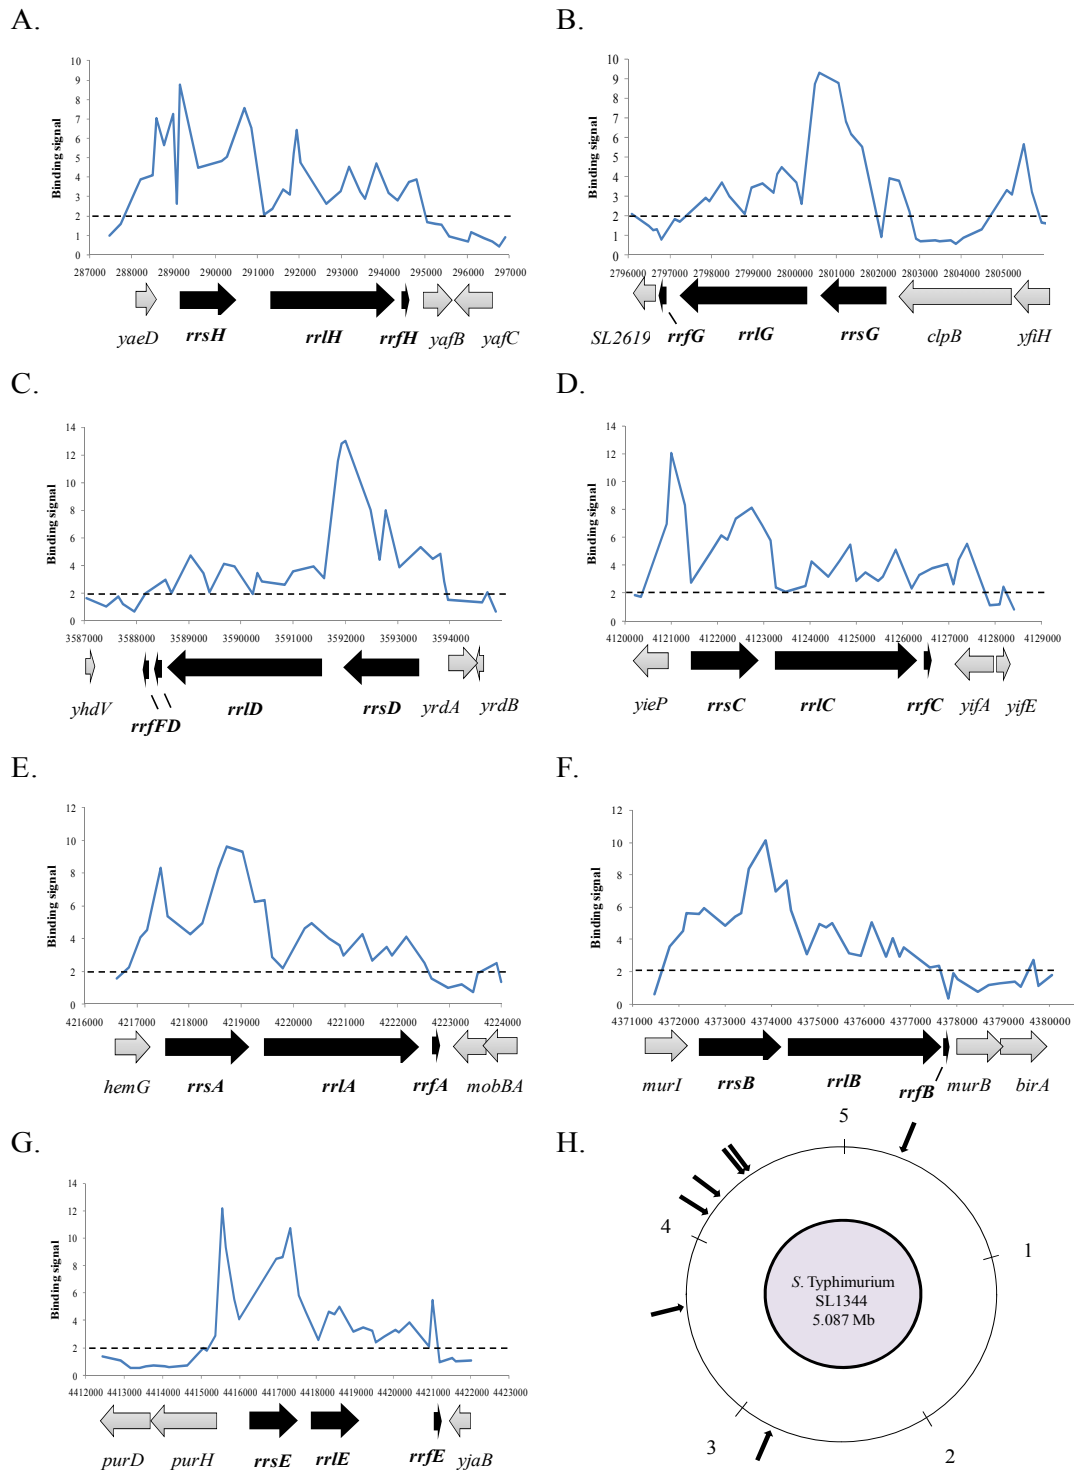 A.
Binding signal
10
9
8
7
6
5
4
3
2
1
0
287000 288000 289000 290000 291000 292000 293000 294000 295000 296000 297000
yaeD rrsH rrlH rrfH yafB yafC
B.
Binding signal
10
9
8
7
6
5
4
3
2
1
0
2796000 2797000 2798000 2799000 2800000 2801000 2802000 2803000 2804000 2805000
SL2619 rrfG rrlG rrsG clpB yfiH
C.
Binding signal
14
12
10
8
6
4
2
0
3587000 3588000 3589000 3590000 3591000 3592000 3593000 3594000
yhdV rrfFD rrlD rrsD yrdA yrdB
D.
Binding signal
14
12
10
8
6
4
2
0
4120000 4121000 4122000 4123000 4124000 4125000 4126000 4127000 4128000 4129000
yieP rrsC rrlC rrfC yifA yifE
E.
Binding signal
12
10
8
6
4
2
0
4216000 4217000 4218000 4219000 4220000 4221000 4222000 4223000 4224000
hemG rrsA rrlA rrfA mobBA
F.
Binding signal
12
10
8
6
4
2
0
4371000 4372000 4373000 4374000 4375000 4376000 4377000 4378000 4379000 4380000
murI rrsB rrlB rrfB murB birA
G.
Binding signal
14
12
10
8
6
4
2
0
4412000 4413000 4414000 4415000 4416000 4417000 4418000 4419000 4420000 4421000 4422000 4423000
purD purH rrsE rrlE rrfE yjaB
H.
5
1
2
3
4
S. Typhimurium
SL1344
5.087 Mb